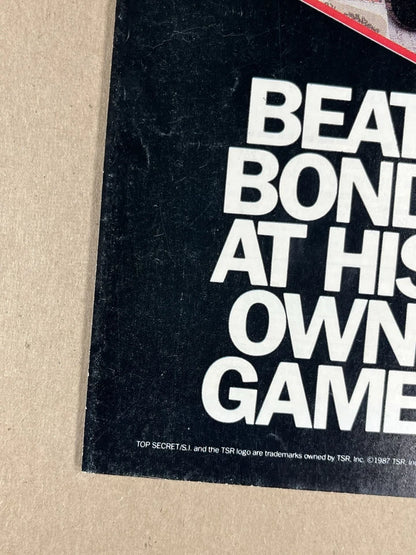 BEAT
BOND
AT HIS
OWN
GAME
TOP SECRET/S.I. and the TSR logo are trademarks owned by TSR, Inc. ©1987 TSR, Inc